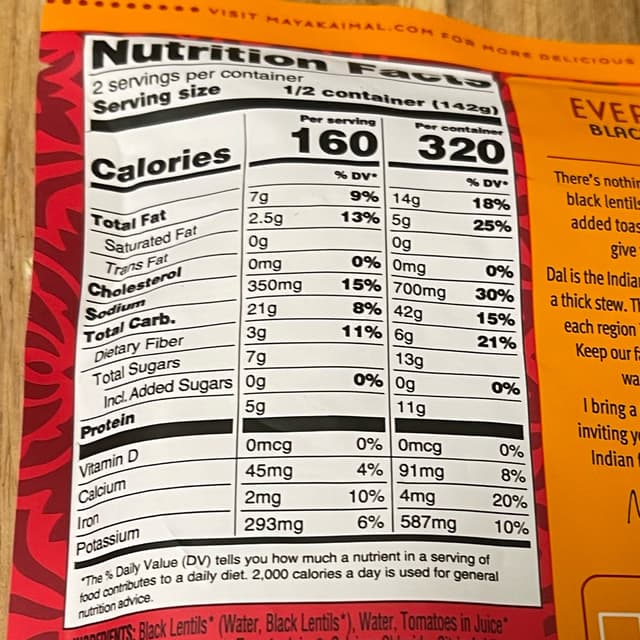 VISIT MAYAKAIMAL.COM FOR MORE DELICIOUS
Nutrition Facts
2 servings per container
Serving size 1/2 container (142g)
Per serving Per container
Calories 160 320
% DV* % DV*
Total Fat 7g 9% 14g 18%
Saturated Fat 2.5g 13% 5g 25%
Trans Fat 0g 0g
Cholesterol 0mg 0% 0mg 0%
Sodium 350mg 15% 700mg 30%
Total Carb. 21g 8% 42g 15%
Dietary Fiber 3g 11% 6g 21%
Total Sugars 7g 13g
Incl. Added Sugars 0g 0% 0g 0%
Protein 5g 11g
Vitamin D 0mcg 0% 0mcg 0%
Calcium 45mg 4% 91mg 8%
Iron 2mg 10% 4mg 20%
Potassium 293mg 6% 587mg 10%
*The % Daily Value (DV) tells you how much a nutrient in a serving of
food contributes to a daily diet. 2,000 calories a day is used for general
nutrition advice.
INGREDIENTS: Black Lentils* (Water, Black Lentils*), Water, Tomatoes in Juice*
EVER
BLAC
There's nothin
black lentils
added toas
give
Dal is the India
a thick stew. T
each region
Keep our f
wa
I bring a
inviting y
Indian